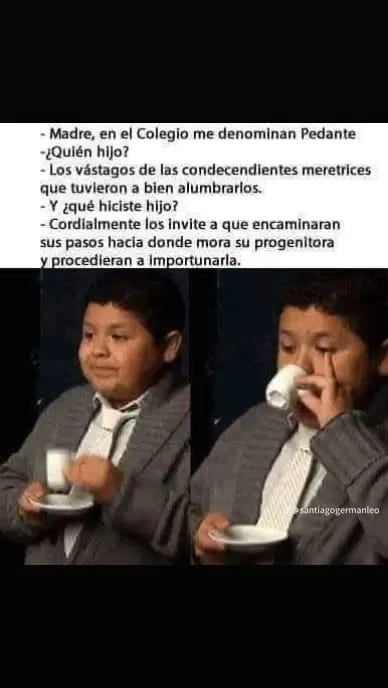 - Madre, en el Colegio me denominan Pedante
-¿Quién hijo?
- Los vástagos de las condecendientes meretrices
que tuvieron a bien alumbrarlos.
- Y ¿qué hiciste hijo?
- Cordialmente los invite a que encaminaran
sus pasos hacia donde mora su progenitora
y procedieran a importunarla.
@santiagogermanleo